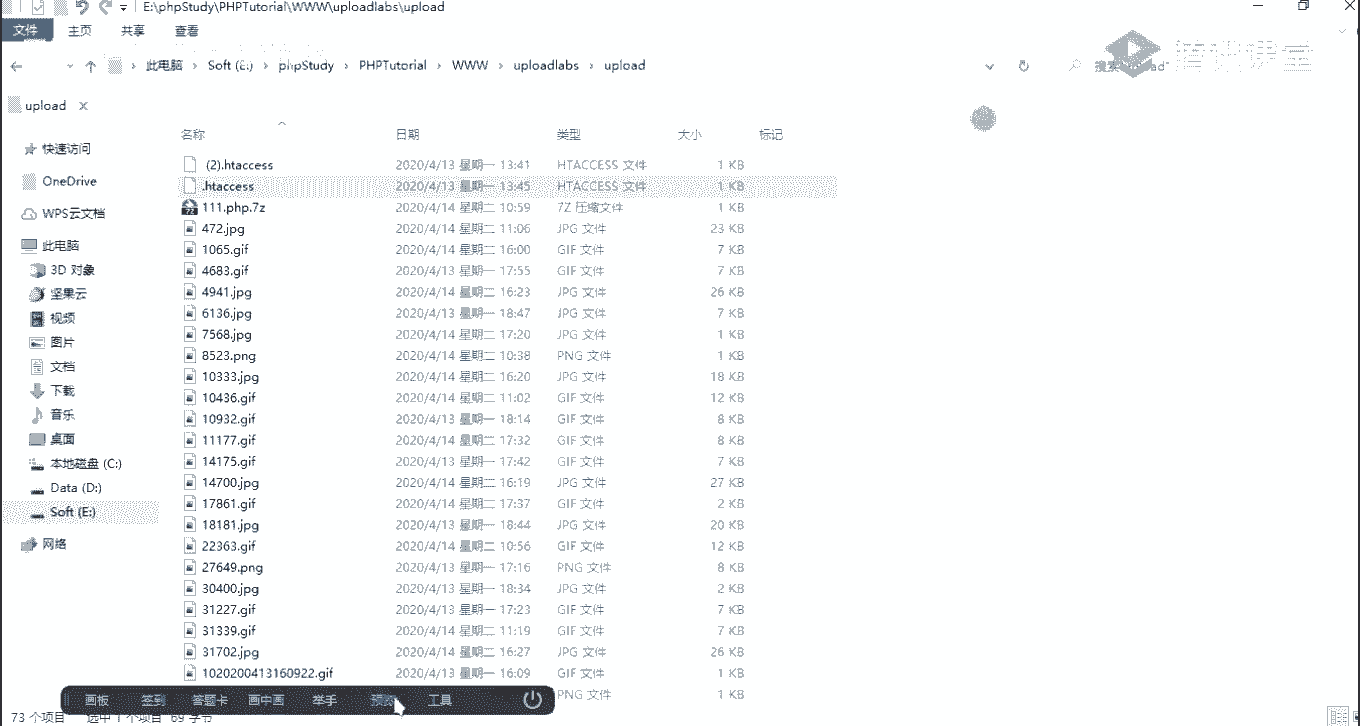 E:\phpStudy\PHPTutorial\WWW\uploadlabs\upload
文件 主页 共享 查看
此电脑 › Soft (E:) › phpStudy › PHPTutorial › WWW › uploadlabs › upload
腾讯课堂
upload ×
名称 日期 类型 大小 标记
快速访问
OneDrive
WPS云文档
此电脑
3D 对象
坚果云
视频
图片
文档
下载
音乐
桌面
本地磁盘 (C:)
Data (D:)
Soft (E:)
网络
(2).htaccess 2020/4/13 星期一 13:41 HTACCESS 文件 1 KB
.htaccess 2020/4/13 星期一 13:45 HTACCESS 文件 1 KB
111.php.7z 2020/4/14 星期二 10:59 7Z 压缩文件 1 KB
472.jpg 2020/4/14 星期二 11:06 JPG 文件 23 KB
1065.gif 2020/4/14 星期二 16:00 GIF 文件 7 KB
4683.gif 2020/4/13 星期一 17:55 GIF 文件 7 KB
4941.jpg 2020/4/14 星期二 16:23 JPG 文件 26 KB
6136.jpg 2020/4/13 星期一 18:47 JPG 文件 7 KB
7568.jpg 2020/4/14 星期二 17:20 JPG 文件 1 KB
8523.png 2020/4/14 星期二 10:38 PNG 文件 1 KB
10333.jpg 2020/4/14 星期二 16:20 JPG 文件 18 KB
10436.gif 2020/4/14 星期二 11:02 GIF 文件 12 KB
10932.gif 2020/4/13 星期一 18:14 GIF 文件 8 KB
11177.gif 2020/4/14 星期二 17:32 GIF 文件 8 KB
14175.gif 2020/4/13 星期一 17:42 GIF 文件 7 KB
14700.jpg 2020/4/14 星期二 16:19 JPG 文件 27 KB
17861.gif 2020/4/14 星期二 17:37 GIF 文件 2 KB
18181.jpg 2020/4/13 星期一 18:44 JPG 文件 20 KB
22363.gif 2020/4/14 星期二 10:56 GIF 文件 12 KB
27649.png 2020/4/13 星期一 17:16 PNG 文件 8 KB
30400.jpg 2020/4/13 星期一 18:34 JPG 文件 2 KB
31227.gif 2020/4/13 星期一 17:23 GIF 文件 7 KB
31339.gif 2020/4/14 星期二 11:19 GIF 文件 7 KB
31702.jpg 2020/4/14 星期二 16:27 JPG 文件 26 KB
1020200413160922.gif 2020/4/13 星期一 16:09 GIF 文件 1 KB
PNG 文件 1 KB
画板 签到 答题卡 画中画 举手 预览 工具
73 个项目 选中 1 个项目 69 字节